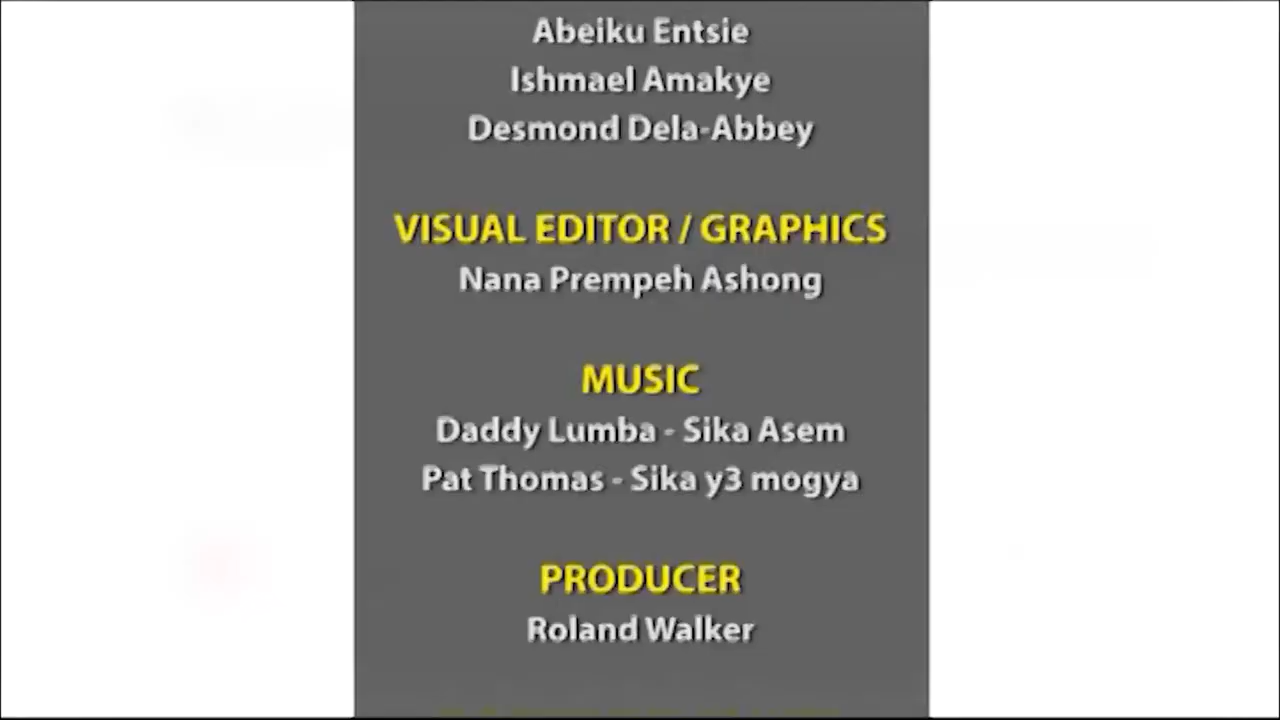 Abeiku Entsie
Ishmael Amakye
Desmond Dela-Abbey
VISUAL EDITOR / GRAPHICS
Nana Prempeh Ashong
MUSIC
Daddy Lumba - Sika Asem
Pat Thomas - Sika y3 mogya
PRODUCER
Roland Walker